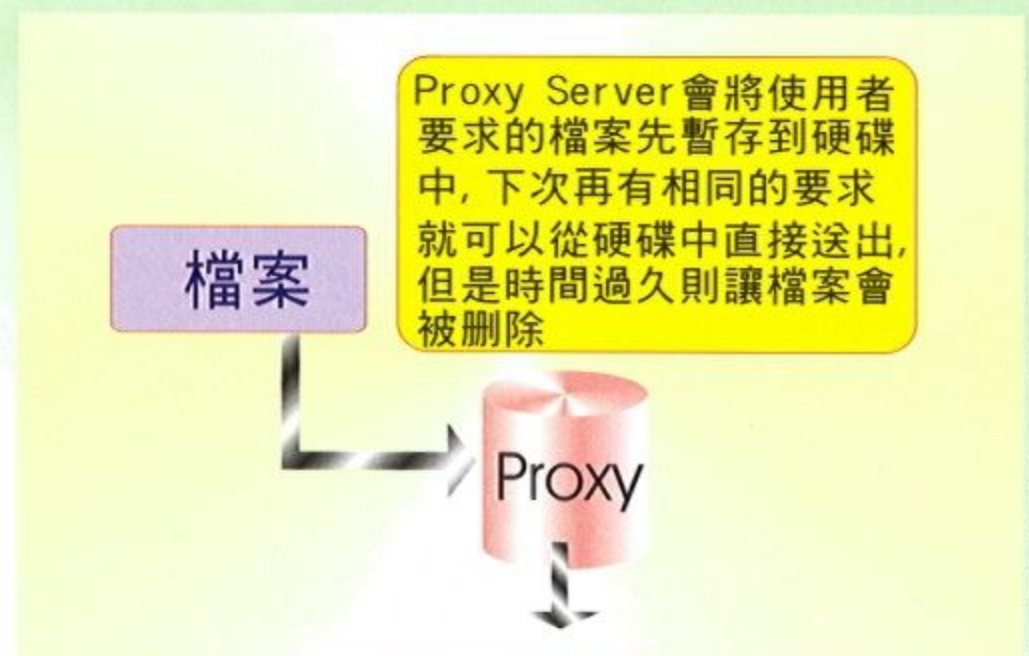 Proxy Server會將使用者
要求的檔案先暫存到硬碟
中, 下次再有相同的要求
就可以從硬碟中直接送出,
但是時間過久則讓檔案會
被刪除
檔案
Proxy